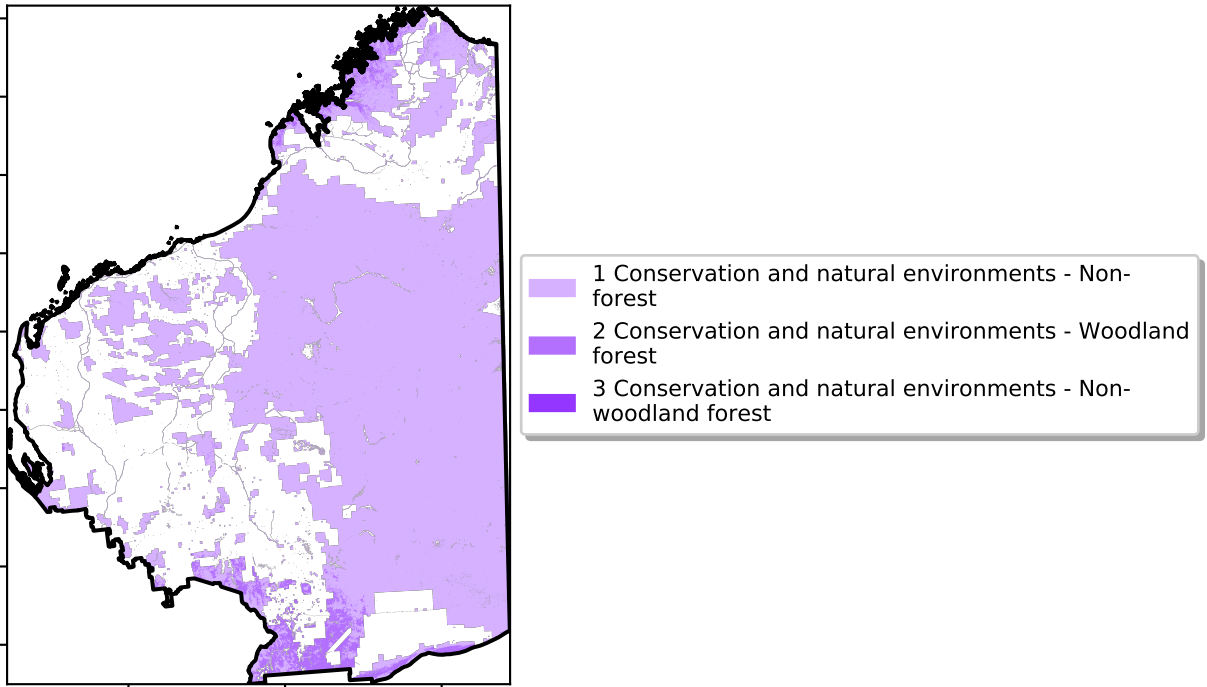 1 Conservation and natural environments - Non-
forest
2 Conservation and natural environments - Woodland
forest
3 Conservation and natural environments - Non-
woodland forest